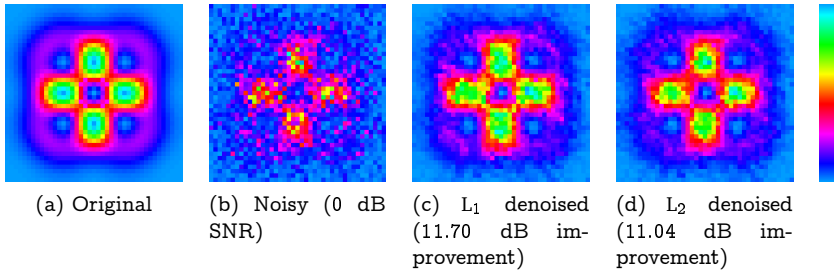 (a) Original
(b) Noisy (0 dB
SNR)
(c) L₁ denoised
(11.70 dB im-
provement)
(d) L₂ denoised
(11.04 dB im-
provement)